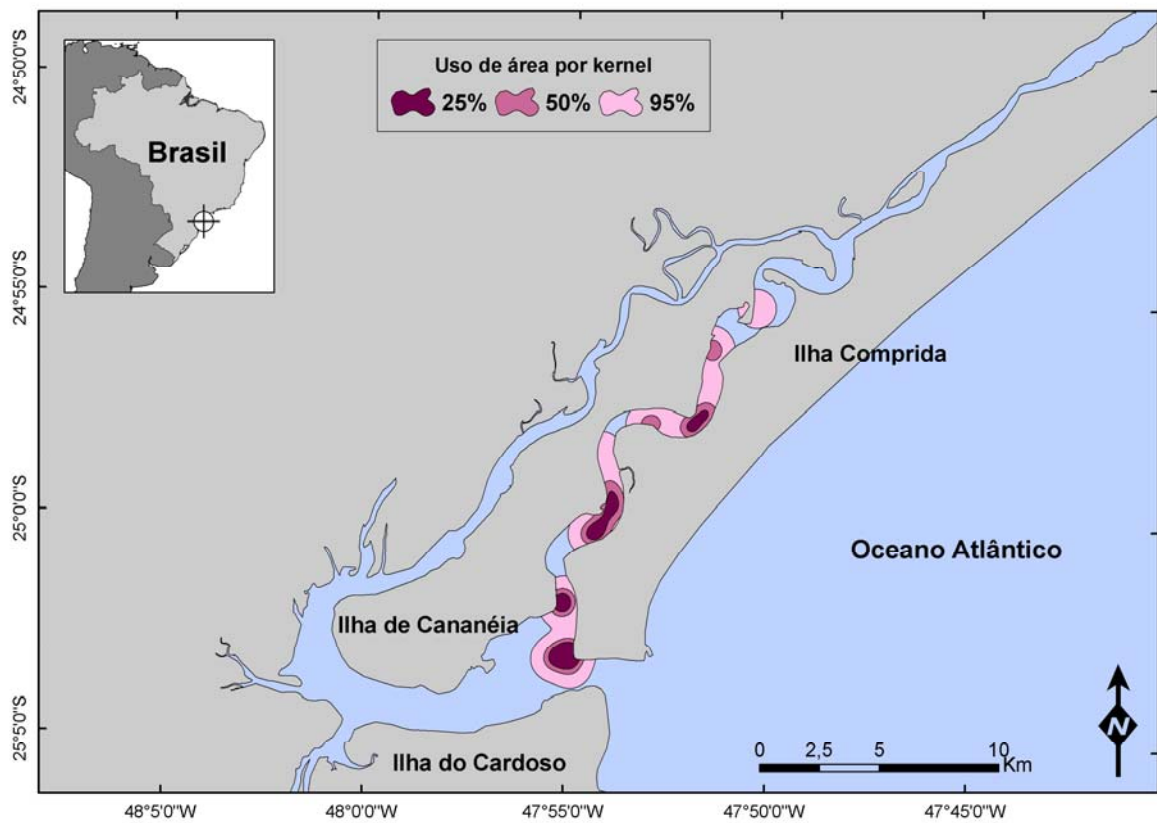 Uso de área por kernel
25% 50% 95%
Brasil
24°50'0"S
24°55'0"S
25°0'0"S
25°5'0"S
Ilha Comprida
Oceano Atlântico
Ilha de Cananéia
Ilha do Cardoso
N
0 2,5 5 10
Km
48°5'0"W 48°0'0"W 47°55'0"W 47°50'0"W 47°45'0"W